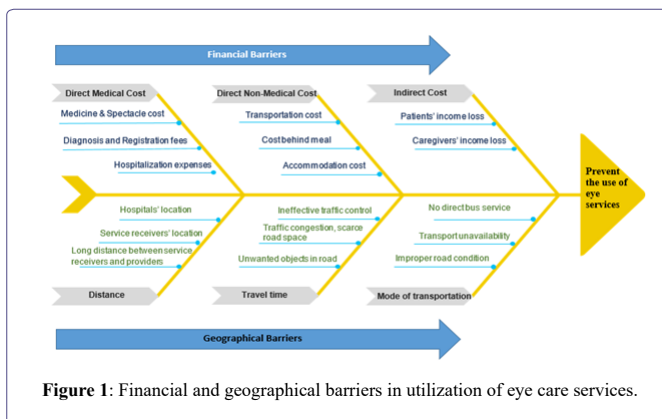 Financial Barriers
Direct Medical Cost
Direct Non-Medical Cost
Indirect Cost
Medicine & Spectacle cost
Diagnosis and Registration fees
Hospitalization expenses
Transportation cost
Cost behind meal
Accommodation cost
Patients' income loss
Caregivers' income loss
Prevent
the use of
eye
services
Hospitals' location
Service receivers' location
Long distance between service
receivers and providers
Ineffective traffic control
Traffic congestion, scarce
road space
Unwanted objects in road
No direct bus service
Transport unavailability
Improper road condition
Distance
Travel time
Mode of transportation
Geographical Barriers
Figure 1: Financial and geographical barriers in utilization of eye care services.